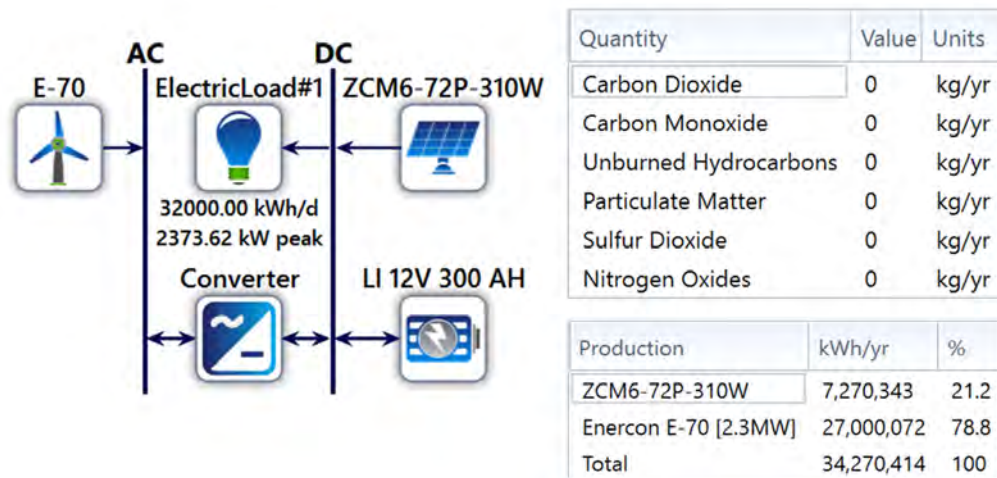 AC
DC
E-70
ElectricLoad#1
ZCM6-72P-310W
32000.00 kWh/d
2373.62 kW peak
Converter
LI 12V 300 AH
Quantity Value Units
Carbon Dioxide 0 kg/yr
Carbon Monoxide 0 kg/yr
Unburned Hydrocarbons 0 kg/yr
Particulate Matter 0 kg/yr
Sulfur Dioxide 0 kg/yr
Nitrogen Oxides 0 kg/yr
Production kWh/yr %
ZCM6-72P-310W 7,270,343 21.2
Enercon E-70 [2.3MW] 27,000,072 78.8
Total 34,270,414 100